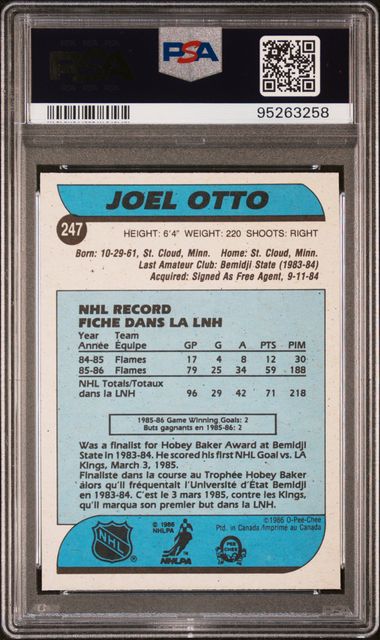 PSA
95263258
JOEL OTTO
247
HEIGHT: 6'4" WEIGHT: 220 SHOOTS: RIGHT
Born: 10-29-61, St. Cloud, Minn. Home: St. Cloud, Minn.
Last Amateur Club: Bemidji State (1983-84)
Acquired: Signed As Free Agent, 9-11-84
NHL RECORD
FICHE DANS LA LNH
Year Team
Année Équipe GP G A PTS PIM
84-85 Flames 17 4 8 12 30
85-86 Flames 79 25 34 59 188
NHL Totals/Totaux
dans la LNH 96 29 42 71 218
1985-86 Game Winning Goals: 2
Buts gagnants en 1985-86: 2
Was a finalist for Hobey Baker Award at Bemidji
State in 1983-84. He scored his first NHL Goal vs. LA
Kings, March 3, 1985.
Finaliste dans la course au Trophée Hobey Baker
alors qu'il fréquentait l'Université d'État Bemidji
en 1983-84. C'est le 3 mars 1985, contre les Kings,
qu'il marqua son premier but dans la LNH.
© 1986 O-Pee-Chee
Ptd. in Canada/Imprimé au Canada
© 1986
NHLPA
NHL
NHLPA
O PEE CHEE